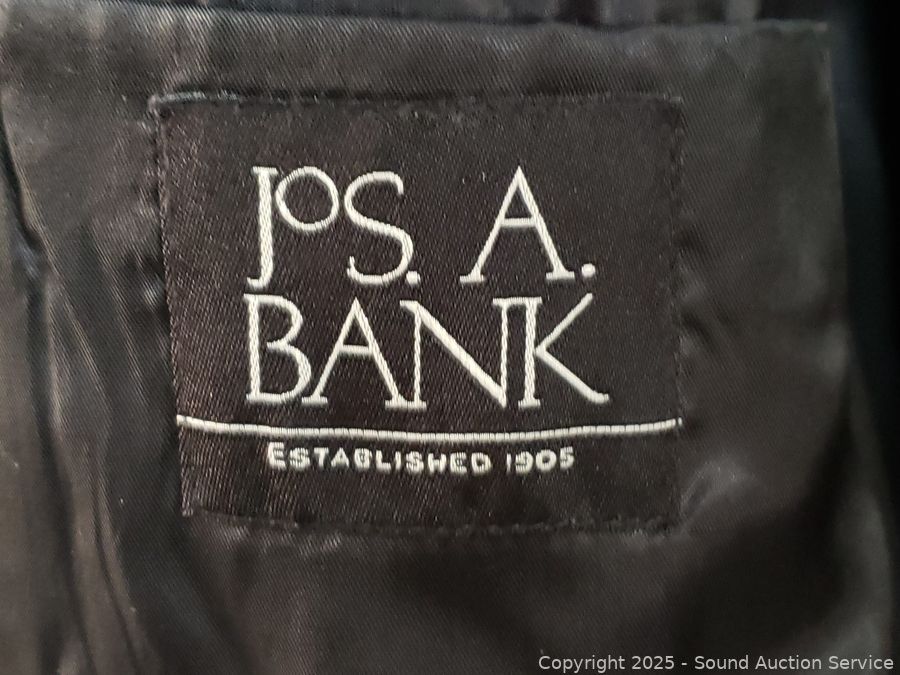 JOS. A.
BANK
ESTABLISHED 1905
Copyright 2025 - Sound Auction Service